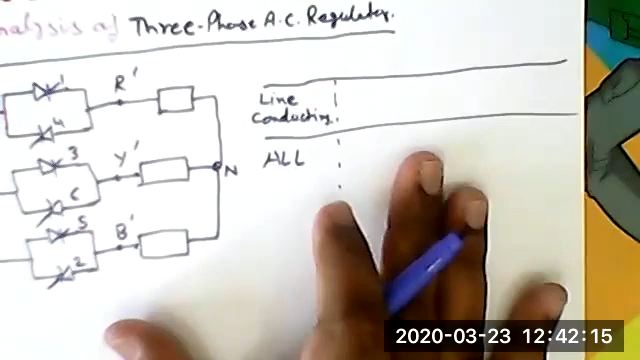 nalysis of Three-Phase A.C. Regulator.
1
R'
4
Line
Conducting.
3
Y'
ALL
N
6
5
B'
2
2020-03-23 12:42:15